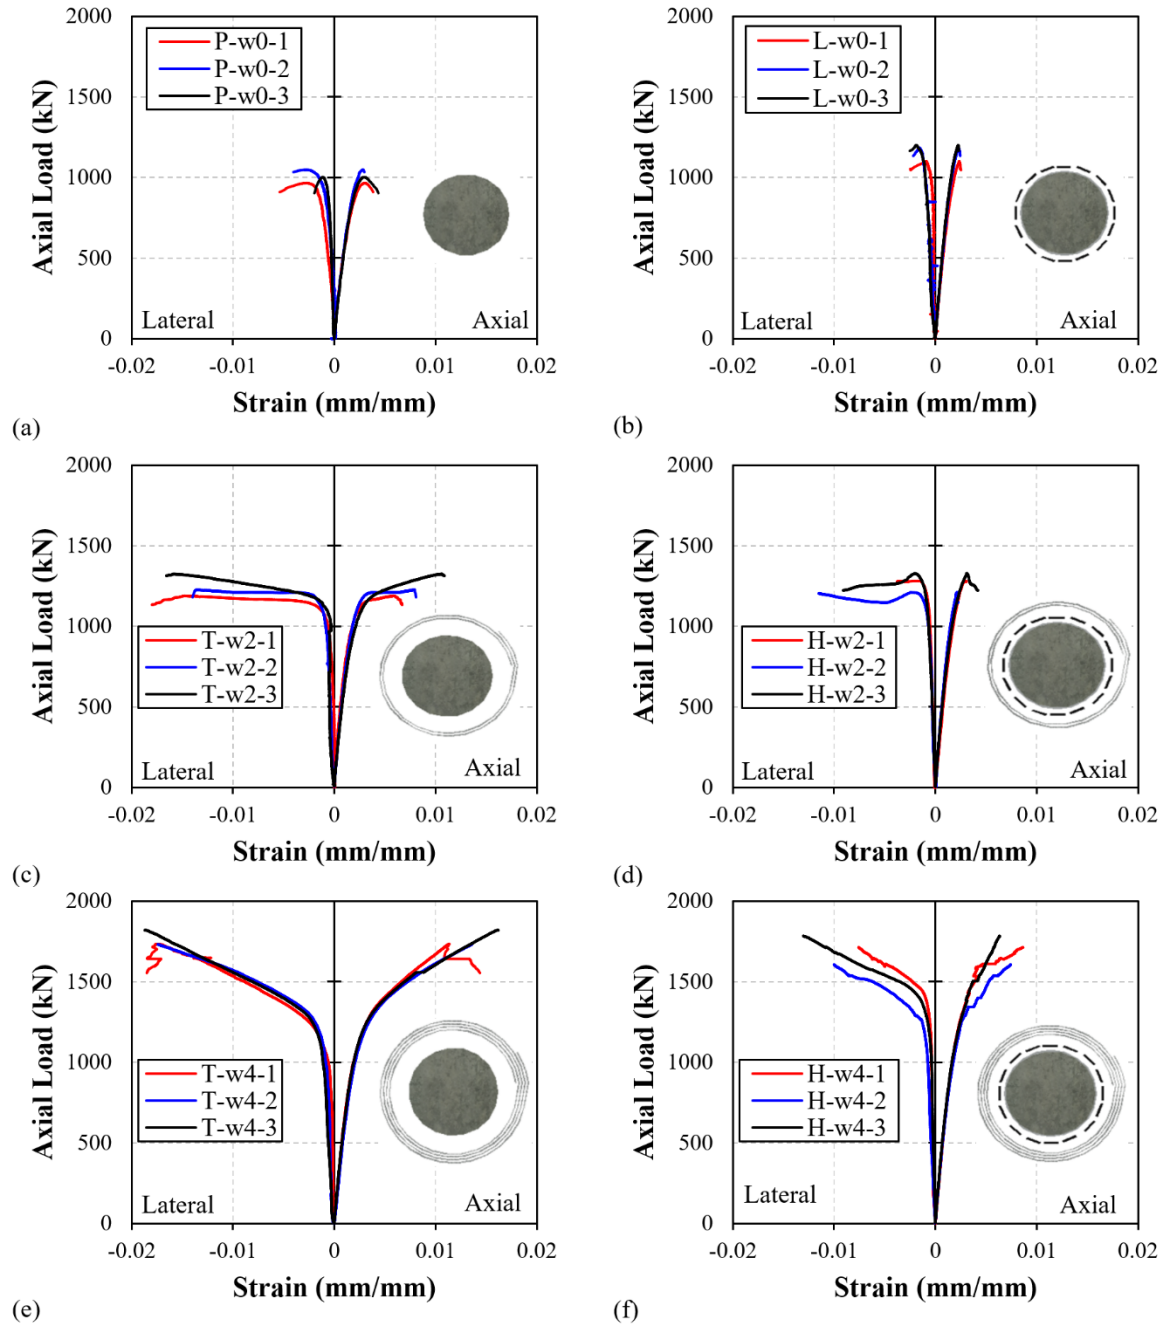 2000
1500
1000
500
0
Axial Load (kN)
P-w0-1
P-w0-2
P-w0-3
Lateral
Axial
-0.02
-0.01
0
0.01
0.02
Strain (mm/mm)
(a)
2000
1500
1000
500
0
Axial Load (kN)
L-w0-1
L-w0-2
L-w0-3
Lateral
Axial
-0.02
-0.01
0
0.01
0.02
Strain (mm/mm)
(b)
2000
1500
1000
500
0
Axial Load (kN)
T-w2-1
T-w2-2
T-w2-3
Lateral
Axial
-0.02
-0.01
0
0.01
0.02
Strain (mm/mm)
(c)
2000
1500
1000
500
0
Axial Load (kN)
H-w2-1
H-w2-2
H-w2-3
Lateral
Axial
-0.02
-0.01
0
0.01
0.02
Strain (mm/mm)
(d)
2000
1500
1000
500
0
Axial Load (kN)
T-w4-1
T-w4-2
T-w4-3
Lateral
Axial
-0.02
-0.01
0
0.01
0.02
Strain (mm/mm)
(e)
2000
1500
1000
500
0
Axial Load (kN)
H-w4-1
H-w4-2
H-w4-3
Lateral
Axial
-0.02
-0.01
0
0.01
0.02
Strain (mm/mm)
(f)